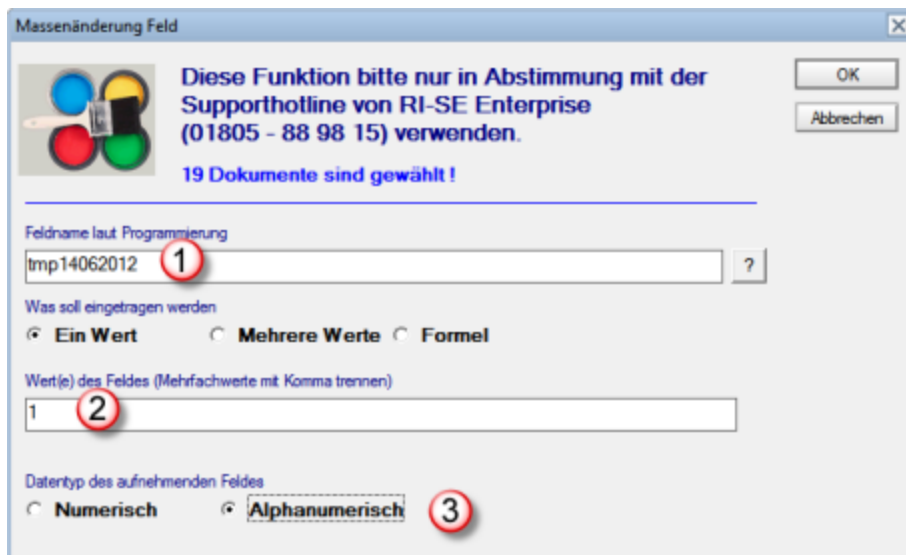 Massenänderung Feld
Diese Funktion bitte nur in Abstimmung mit der
Supporthotline von RI-SE Enterprise
(01805 - 88 98 15) verwenden.
19 Dokumente sind gewählt !
OK
Abbrechen
Feldname laut Programmierung
tmp14062012 1
?
Was soll eingetragen werden
Ein Wert Mehrere Werte Formel
Wert(e) des Feldes (Mehrfachwerte mit Komma trennen)
1 2
Datentyp des aufnehmenden Feldes
Numerisch Alphanumerisch 3